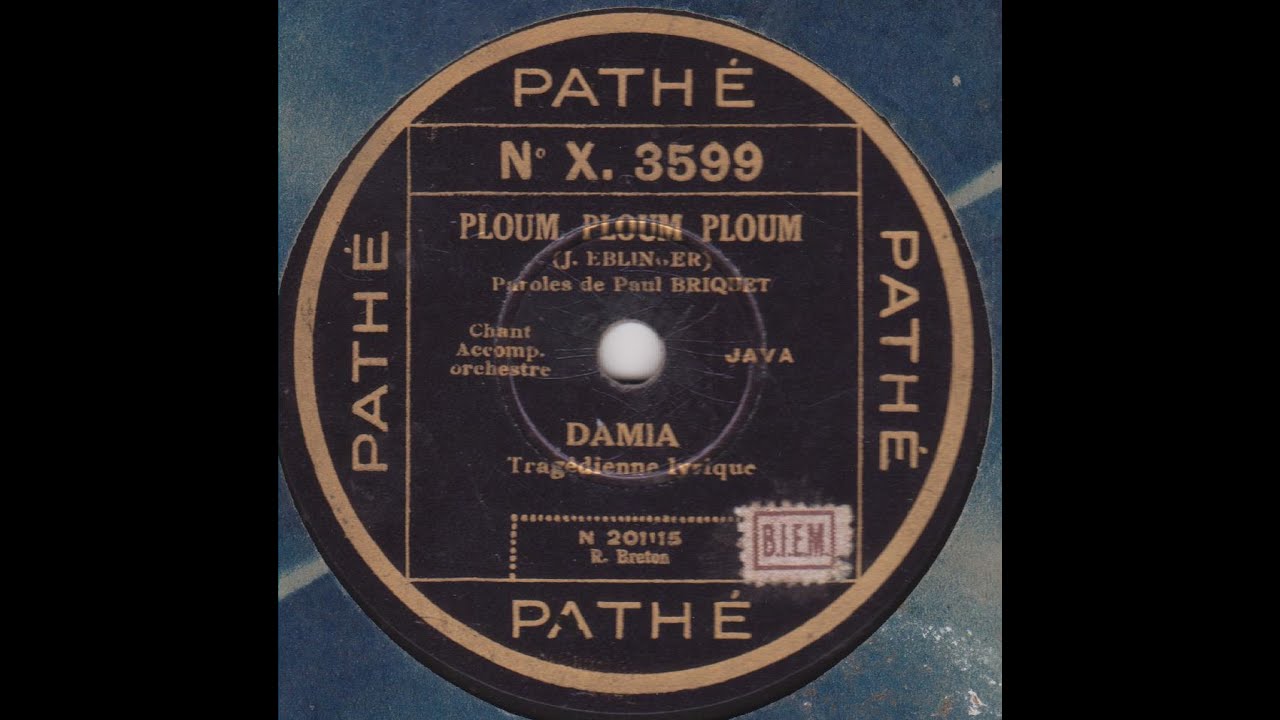 PATHÉ
N° X. 3599
PLOUM PLOUM PLOUM
(J. EBLINGER)
Paroles de Paul BRIQUET
Chant
Accomp.
orchestre
JAVA
DAMIA
Tragédienne lyrique
N 201115
R. Breton
B.I.E.M.
PATHÉ
PATHÉ
PATHÉ